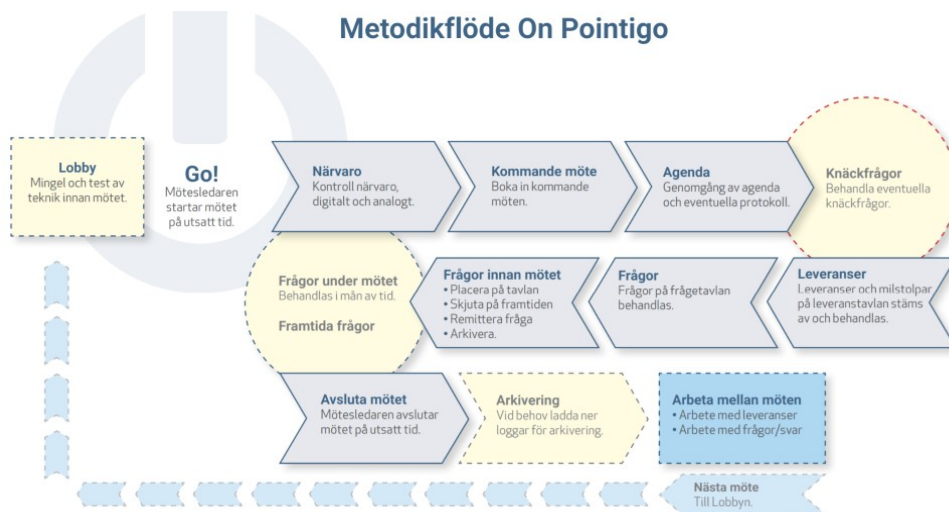 Metodikflöde On Pointigo
Lobby
Mingel och test av
teknik innan mötet.
Go!
Mötesledaren
startar mötet
på utsatt tid.
Närvaro
Kontroll närvaro,
digitalt och analogt.
Kommande möte
Boka in kommande
möten.
Agenda
Genomgång av agenda
och eventuella protokoll.
Knäckfrågor
Behandla eventuella
knäckfrågor.
Leveranser
Leveranser och milstolpar
på leveranstavlan stäms
av och behandlas.
Frågor
Frågor på frågetavlan
behandlas.
Frågor innan mötet
• Placera på tavlan
• Skjuta på framtiden
• Remittera fråga
• Arkivera.
Frågor under mötet
Behandlas i mån av tid.
Framtida frågor
Avsluta mötet
Mötesledaren avslutar
mötet på utsatt tid.
Arkivering
Vid behov ladda ner
loggar för arkivering.
Arbeta mellan möten
• Arbete med leveranser
• Arbete med frågor/svar
Nästa möte
Till Lobbyn.